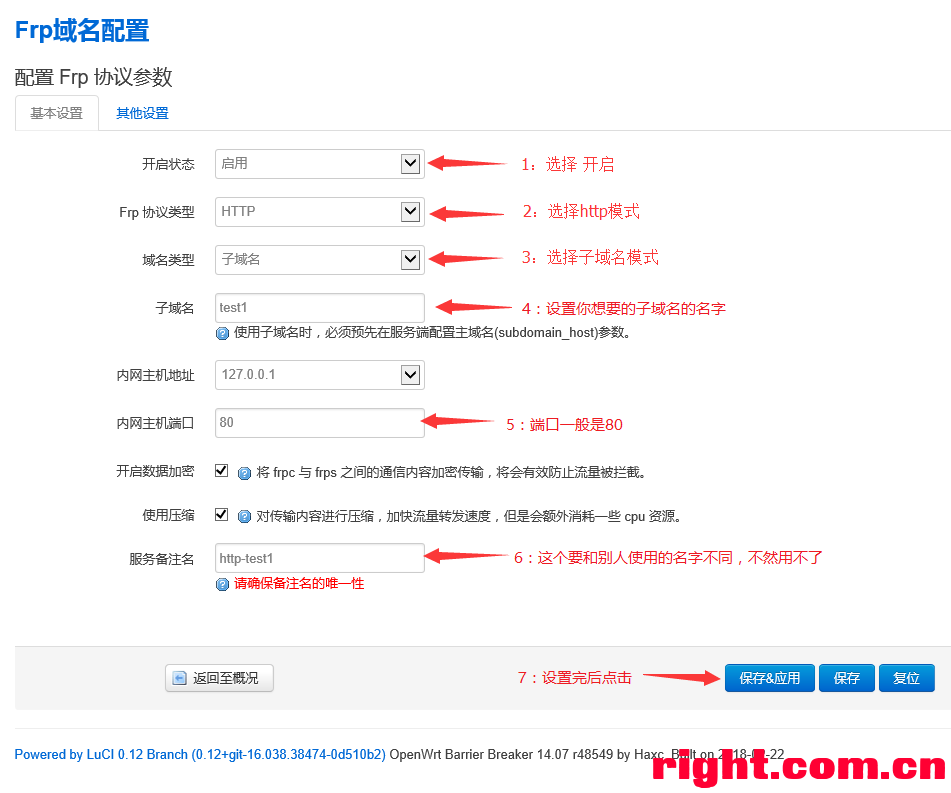 Frp域名配置
配置 Frp 协议参数
基本设置 其他设置
开启状态 启用 1：选择 开启
Frp 协议类型 HTTP 2：选择http模式
域名类型 子域名 3：选择子域名模式
子域名 test1 4：设置你想要的子域名的名字
使用子域名时，必须预先在服务端配置主域名(subdomain_host)参数。
内网主机地址 127.0.0.1
内网主机端口 80 5：端口一般是80
开启数据加密 将 frpc 与 frps 之间的通信内容加密传输，将会有效防止流量被拦截。
使用压缩 对传输内容进行压缩，加快流量转发速度，但是会额外消耗一些 cpu 资源。
服务备注名 http-test1 6：这个要和别人使用的名字不同，不然用不了
请确保备注名的唯一性
返回至概况 7：设置完后点击 保存&应用 保存 复位
Powered by LuCI 0.12 Branch (0.12+git-16.038.38474-0d510b2) OpenWrt Barrier Breaker 14.07 r48549 by Haxc, Built on
right.com.cn